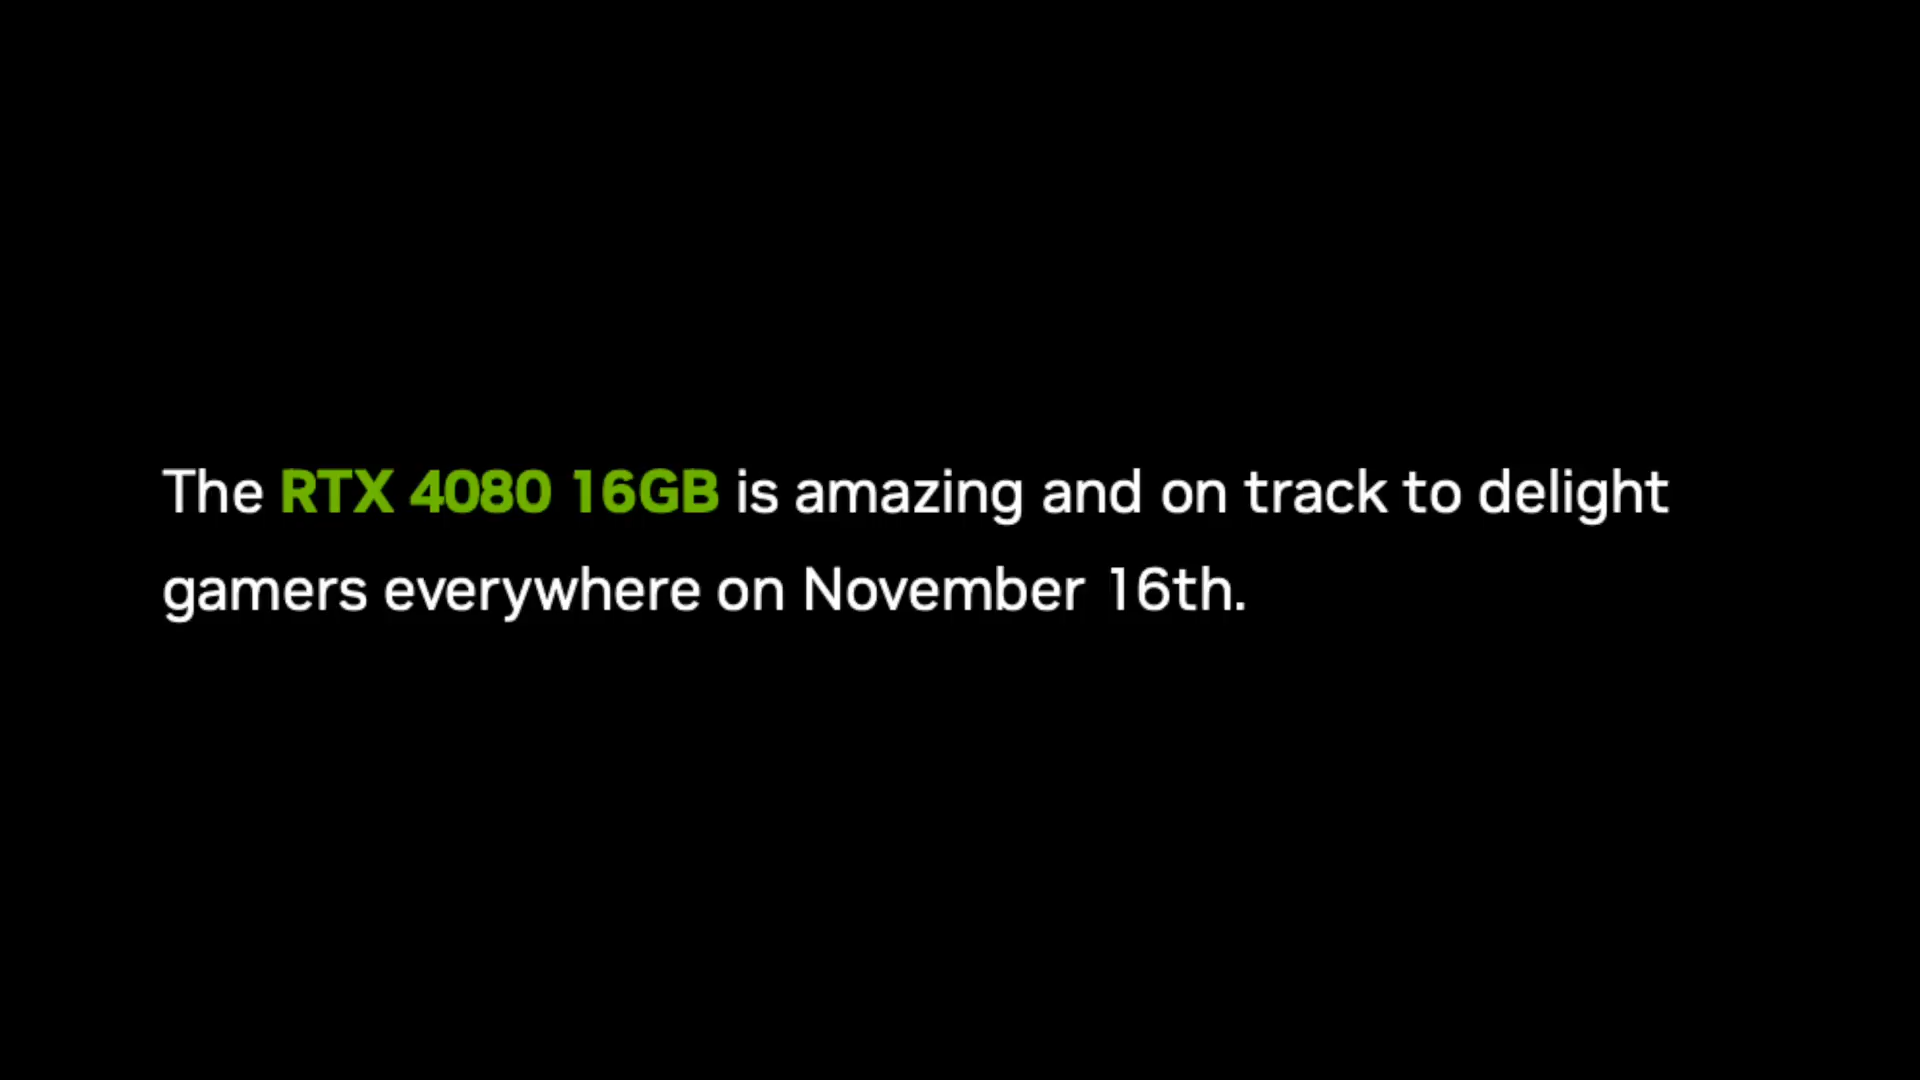 The RTX 4080 16GB is amazing and on track to delight
gamers everywhere on November 16th.